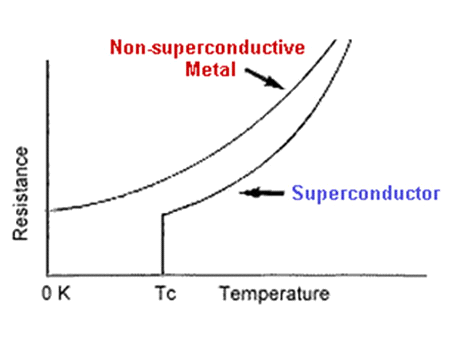 Non-superconductive
Metal
Superconductor
Resistance
0 K
Tc
Temperature